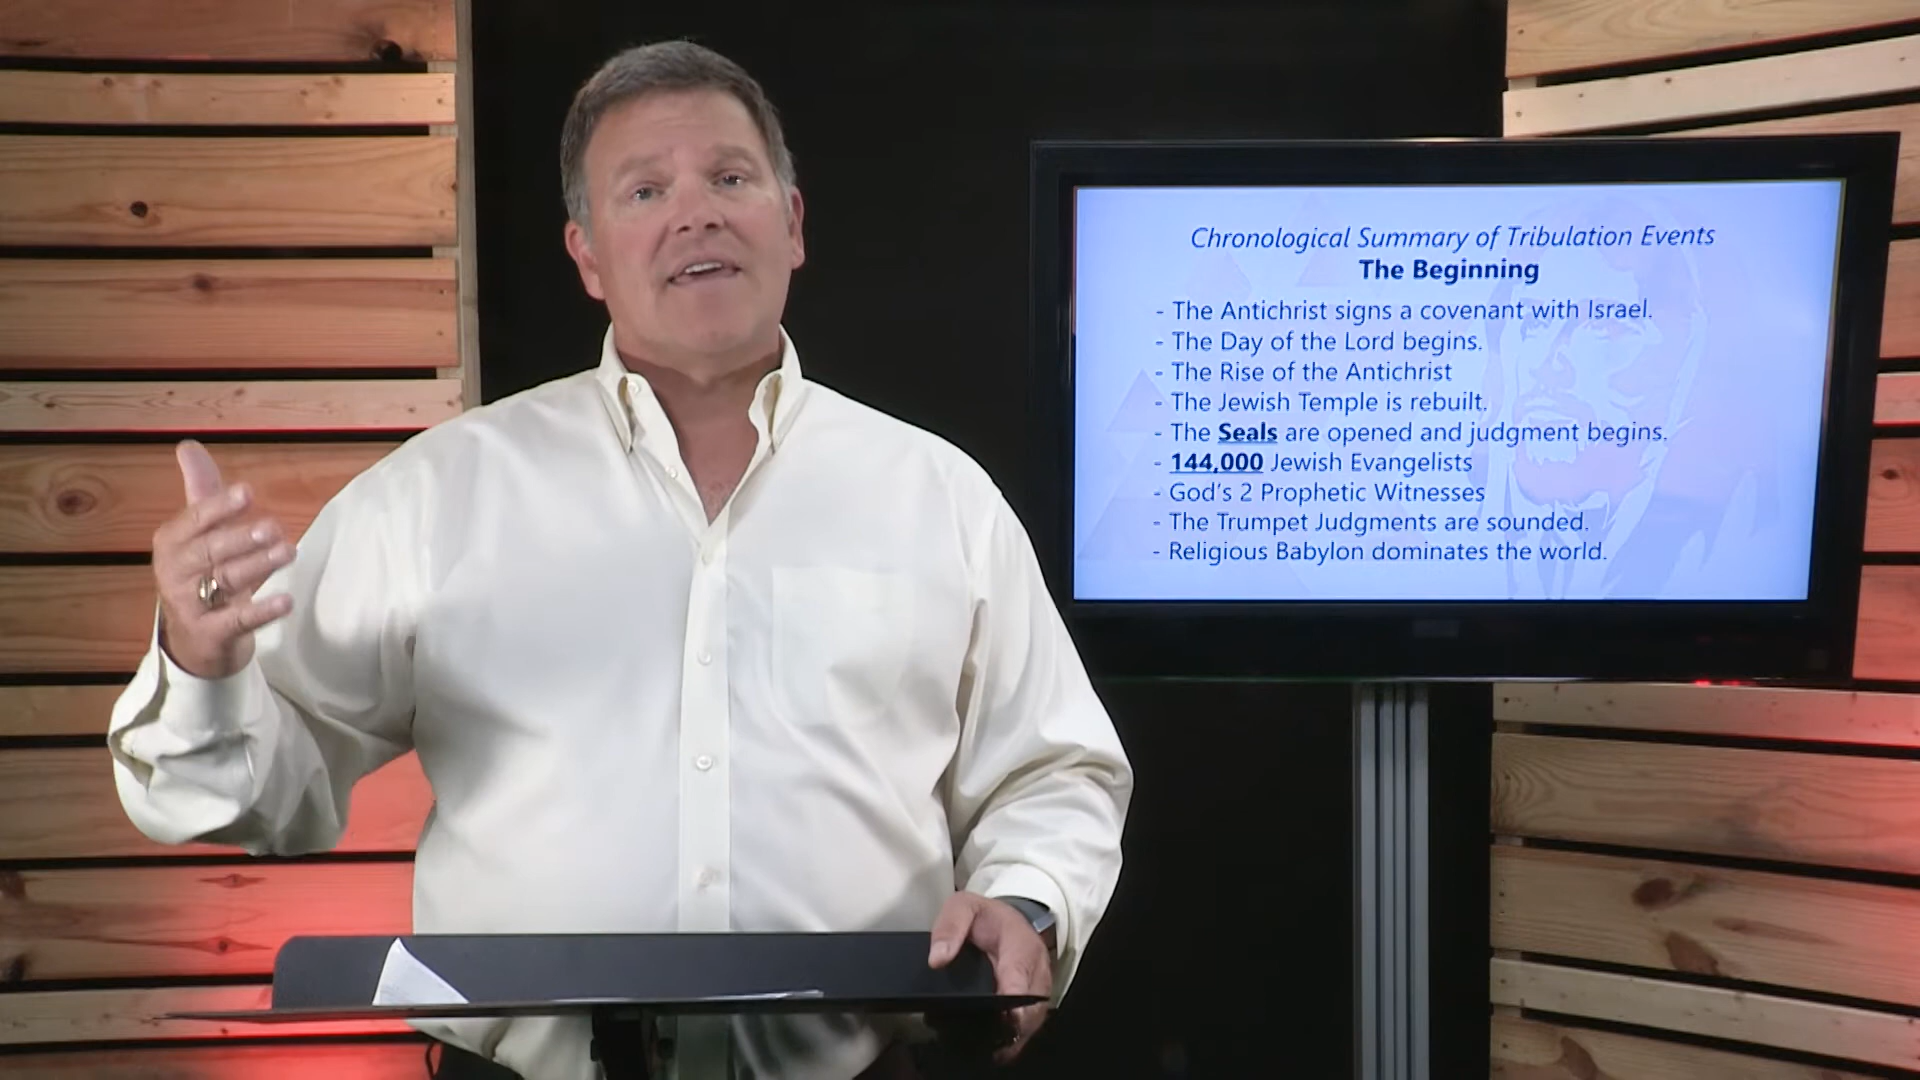 Chronological Summary of Tribulation Events
The Beginning
- The Antichrist signs a covenant with Israel.
- The Day of the Lord begins.
- The Rise of the Antichrist
- The Jewish Temple is rebuilt.
- The Seals are opened and judgment begins.
- 144,000 Jewish Evangelists
- God's 2 Prophetic Witnesses
- The Trumpet Judgments are sounded.
- Religious Babylon dominates the world.